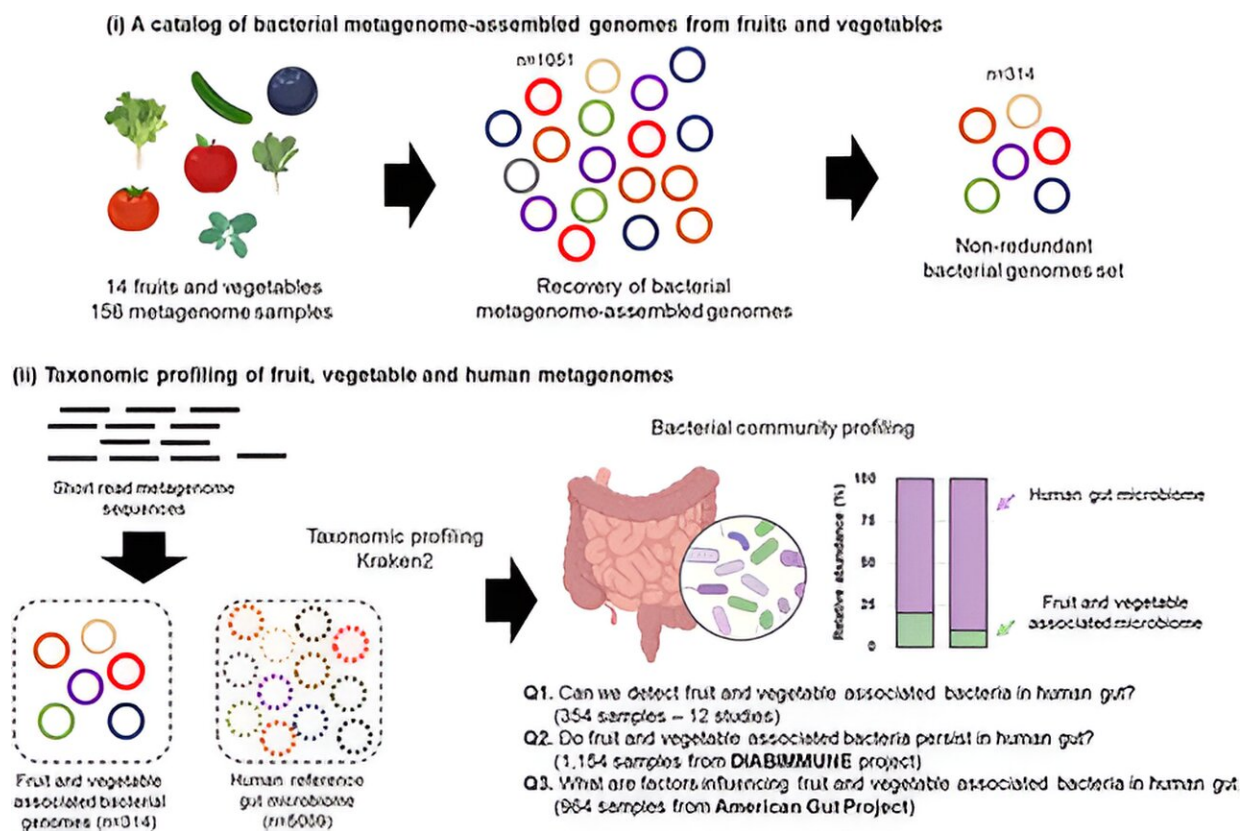 (i) A catalog of bacterial metagenome-assembled genomes from fruits and vegetables
n=1051
n=314
14 fruits and vegetables
156 metagenome samples
Recovery of bacterial
metagenome-assembled genomes
Non-redundant
bacterial genomes set
(ii) Taxonomic profiling of fruit, vegetable and human metagenomes
Short read metagenome
sequences
Taxonomic profiling
Kraken2
Bacterial community profiling
Relative abundance (%)
100
75
50
25
0
Human gut microbiome
Fruit and vegetable
associated microbiome
Fruit and vegetable
associated bacterial
genomes (n=314)
Human reference
gut microbiome
Q1. Can we detect fruit and vegetable associated bacteria in human gut?
(354 samples – 12 studies)
Q2. Do fruit and vegetable associated bacteria persist in human gut?
(1,154 samples from DIABIMMUNE project)
Q3. What are factors influencing fruit and vegetable associated bacteria in human gut
(964 samples from American Gut Project)